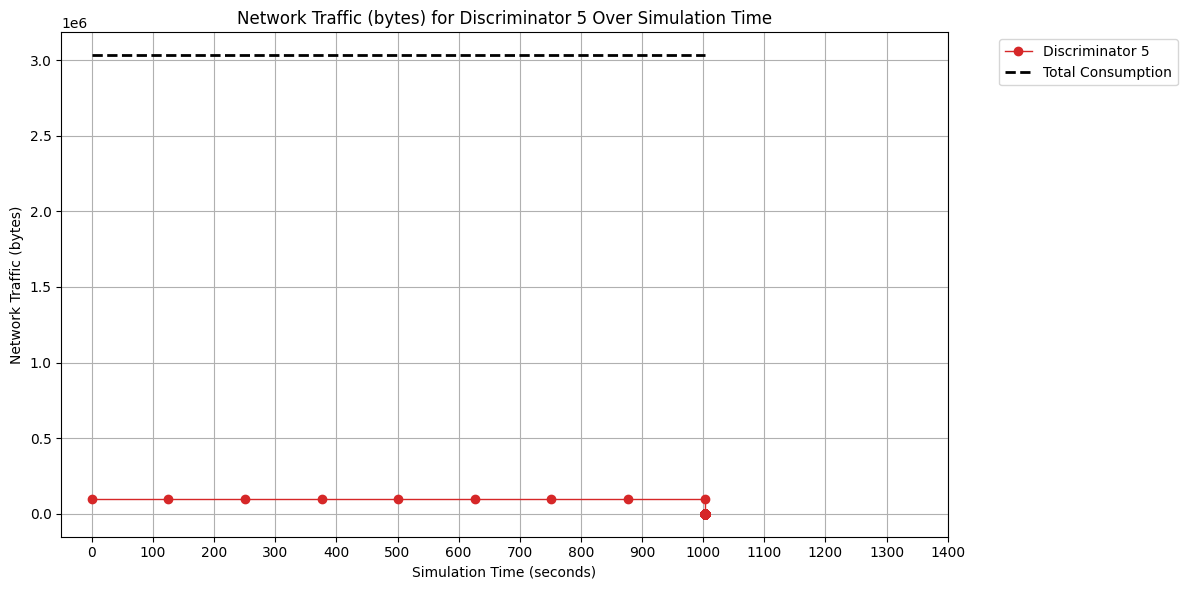 Network Traffic (bytes) for Discriminator 5 Over Simulation Time
1e6
Discriminator 5
Total Consumption
3.0
2.5
2.0
1.5
1.0
0.5
0.0
Network Traffic (bytes)
0 100 200 300 400 500 600 700 800 900 1000 1100 1200 1300 1400
Simulation Time (seconds)